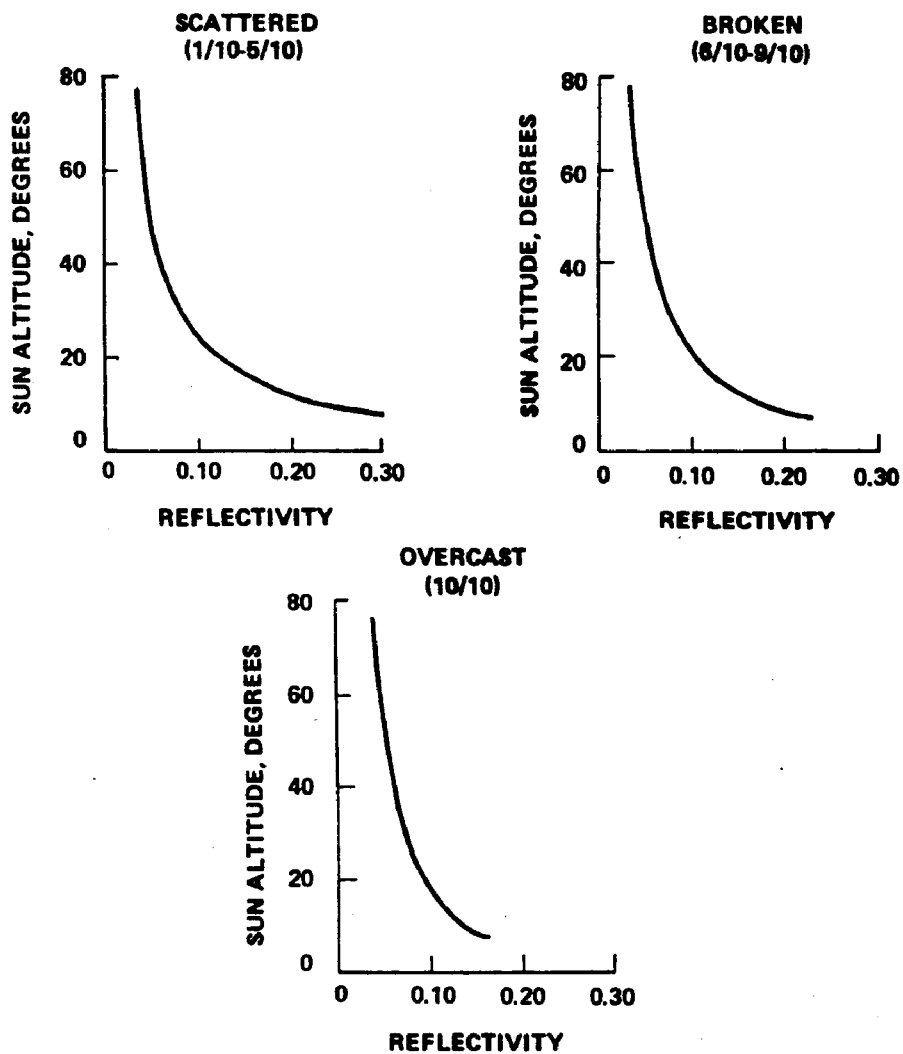 SCATTERED
(1/10-5/10)
80
60
40
20
0
SUN ALTITUDE, DEGREES
0 0.10 0.20 0.30
REFLECTIVITY
BROKEN
(6/10-9/10)
80
60
40
20
0
SUN ALTITUDE, DEGREES
0 0.10 0.20 0.30
REFLECTIVITY
OVERCAST
(10/10)
80
60
40
20
0
SUN ALTITUDE, DEGREES
0 0.10 0.20 0.30
REFLECTIVITY